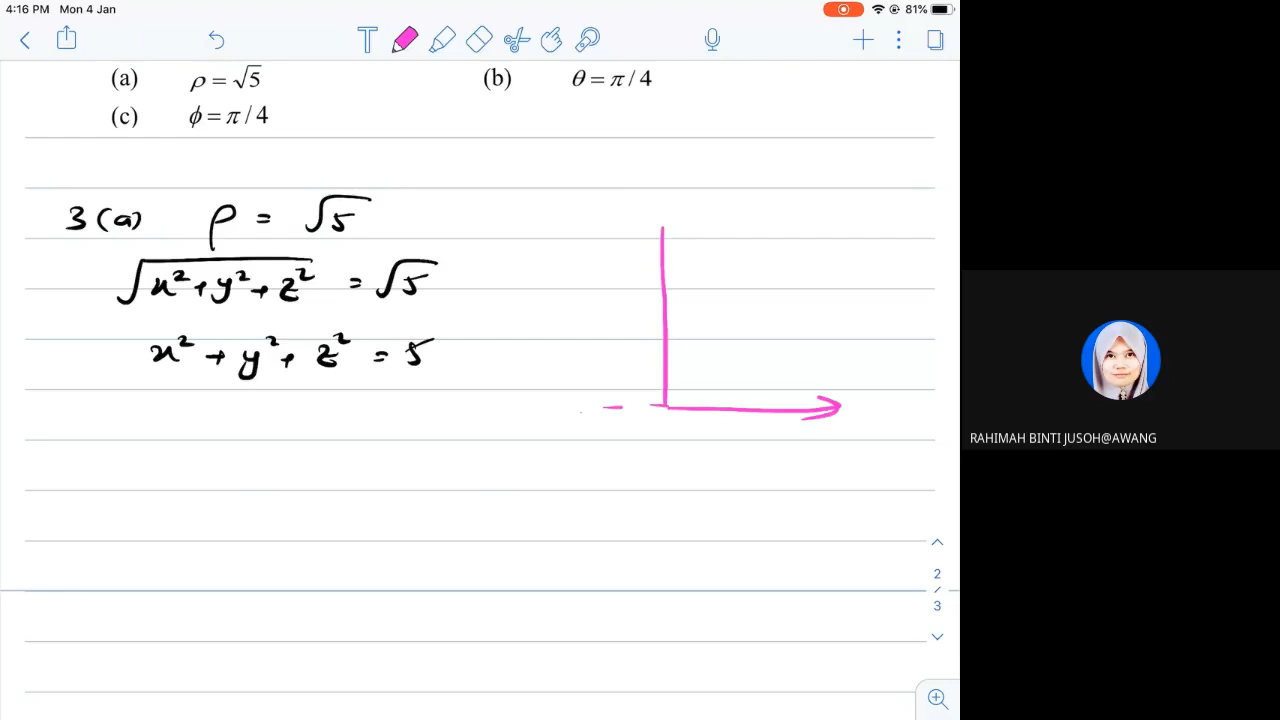 4:16 PM Mon 4 Jan 81%
T
(a) ρ = √5 (b) θ = π / 4
(c) ϕ = π / 4
3 (a) ρ = √5
√x² + y² + z² = √5
x² + y² + z² = 5
RAHIMAH BINTI JUSOH@AWANG
2
/
3